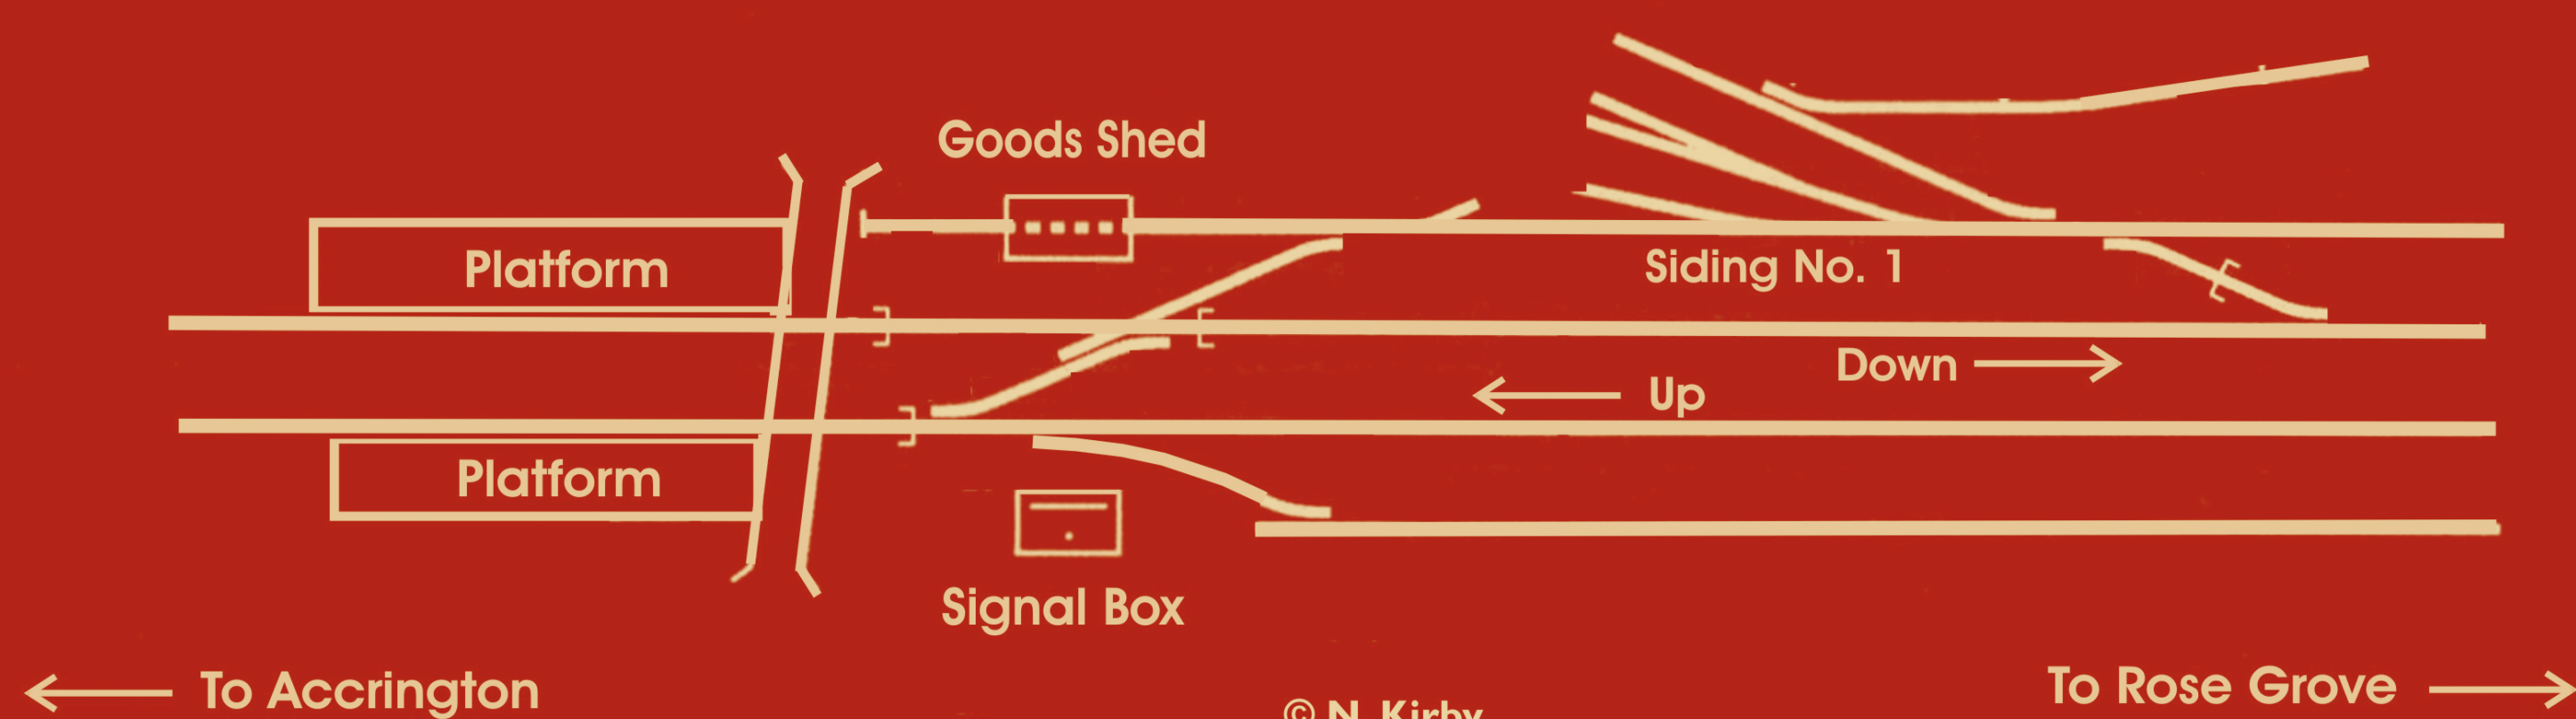 Goods Shed
Platform
Siding No. 1
Down
Up
Platform
Signal Box
To Accrington
To Rose Grove
© N. Kirby